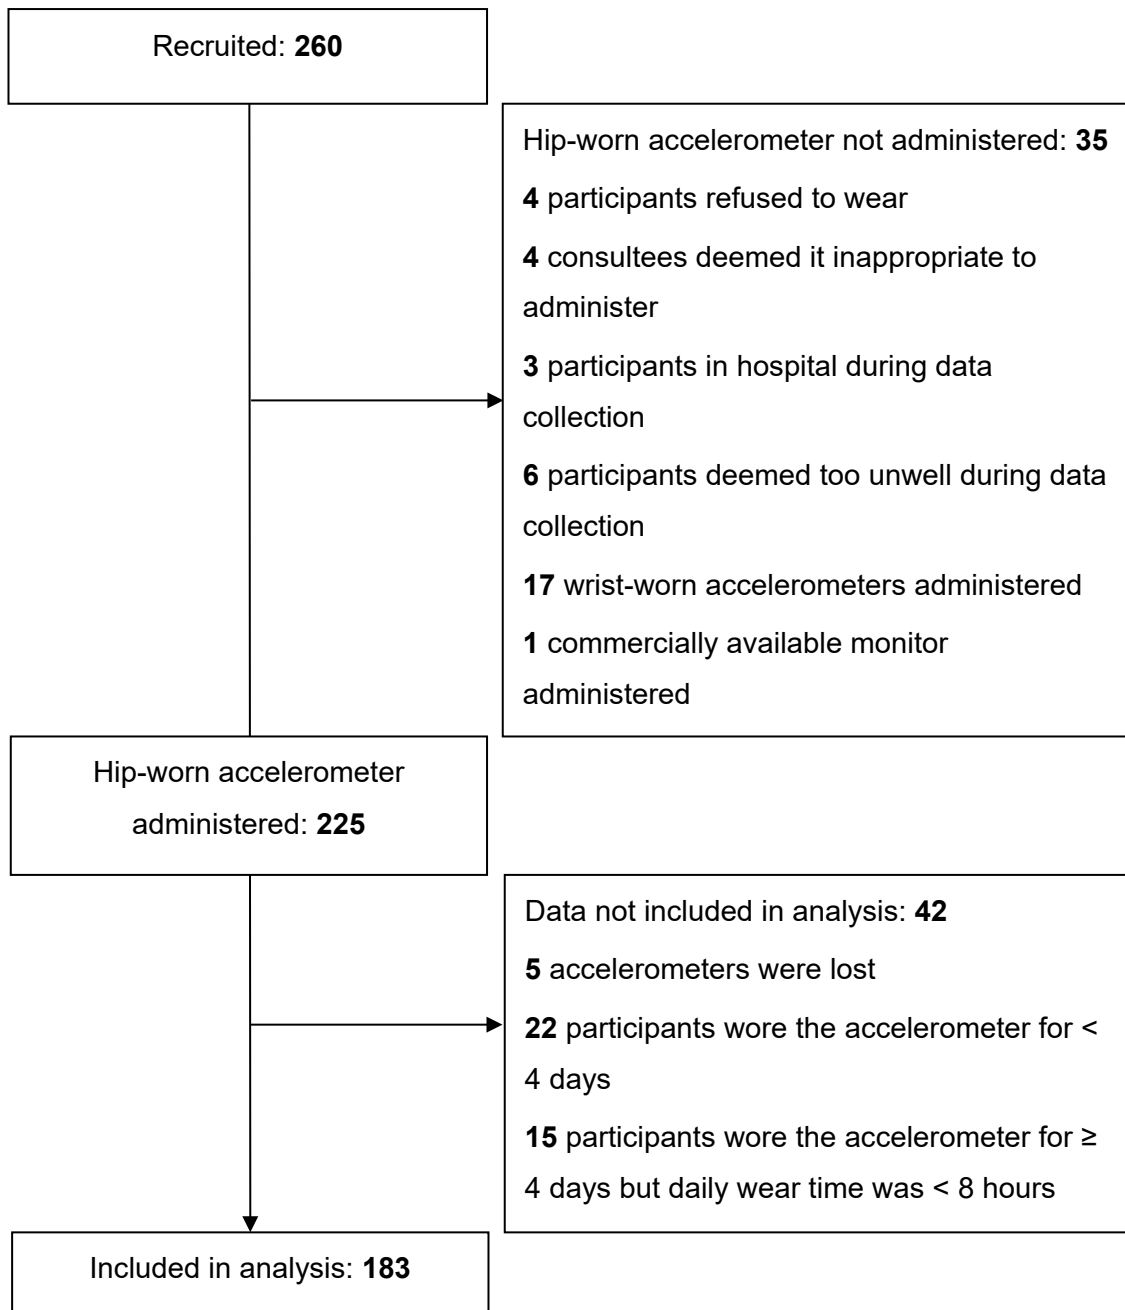 Recruited: 260
Hip-worn accelerometer not administered: 35
4 participants refused to wear
4 consultees deemed it inappropriate to
administer
3 participants in hospital during data
collection
6 participants deemed too unwell during data
collection
17 wrist-worn accelerometers administered
1 commercially available monitor
administered
Hip-worn accelerometer
administered: 225
Data not included in analysis: 42
5 accelerometers were lost
22 participants wore the accelerometer for <
4 days
15 participants wore the accelerometer for ≥
4 days but daily wear time was < 8 hours
Included in analysis: 183